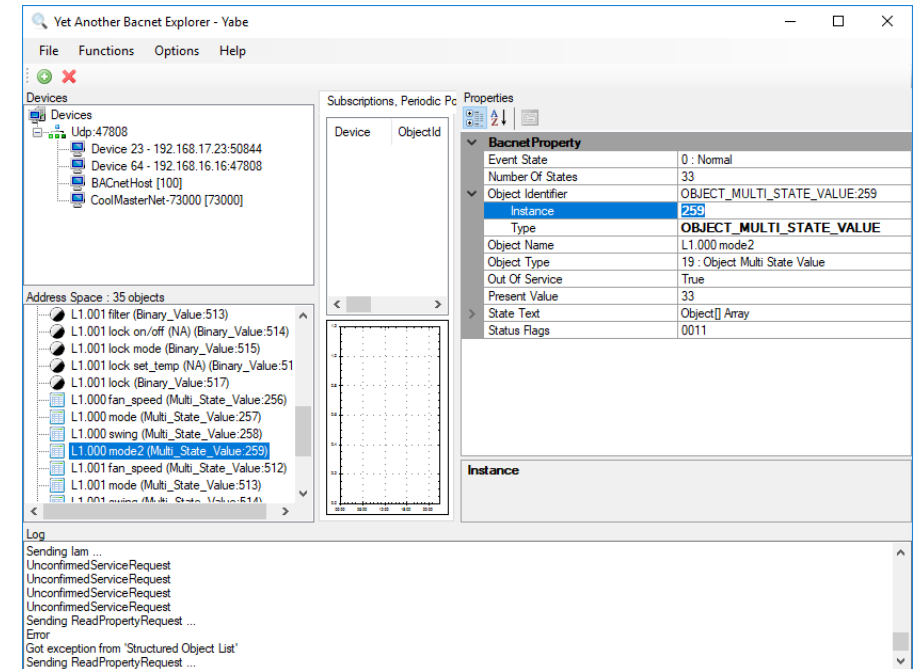 Yet Another Bacnet Explorer - Yabe
File Functions Options Help
Devices
Devices
Udp:47808
Device 23 - 192.168.17.23:50844
Device 64 - 192.168.16.16:47808
BACnetHost [100]
CoolMasterNet-73000 [73000]
Address Space : 35 objects
L1.001 filter (Binary_Value:513)
L1.001 lock on/off (NA) (Binary_Value:514)
L1.001 lock mode (Binary_Value:515)
L1.001 lock set_temp (NA) (Binary_Value:51
L1.001 lock (Binary_Value:517)
L1.000 fan_speed (Multi_State_Value:256)
L1.000 mode (Multi_State_Value:257)
L1.000 swing (Multi_State_Value:258)
L1.000 mode2 (Multi_State_Value:259)
L1.001 fan_speed (Multi_State_Value:512)
L1.001 mode (Multi_State_Value:513)
L1.001 swing (Multi_State_Value:514)
Subscriptions, Periodic Po
Device ObjectId
Properties
BacnetProperty
Event State 0 : Normal
Number Of States 33
Object Identifier OBJECT_MULTI_STATE_VALUE:259
Instance 259
Type OBJECT_MULTI_STATE_VALUE
Object Name L1.000 mode2
Object Type 19 : Object Multi State Value
Out Of Service True
Present Value 33
State Text Object[] Array
Status Flags 0011
Instance
Log
Sending Iam ...
UnconfirmedServiceRequest
UnconfirmedServiceRequest
UnconfirmedServiceRequest
UnconfirmedServiceRequest
Sending ReadPropertyRequest ...
Error
Got exception from 'Structured Object List'
Sending ReadPropertyRequest ...